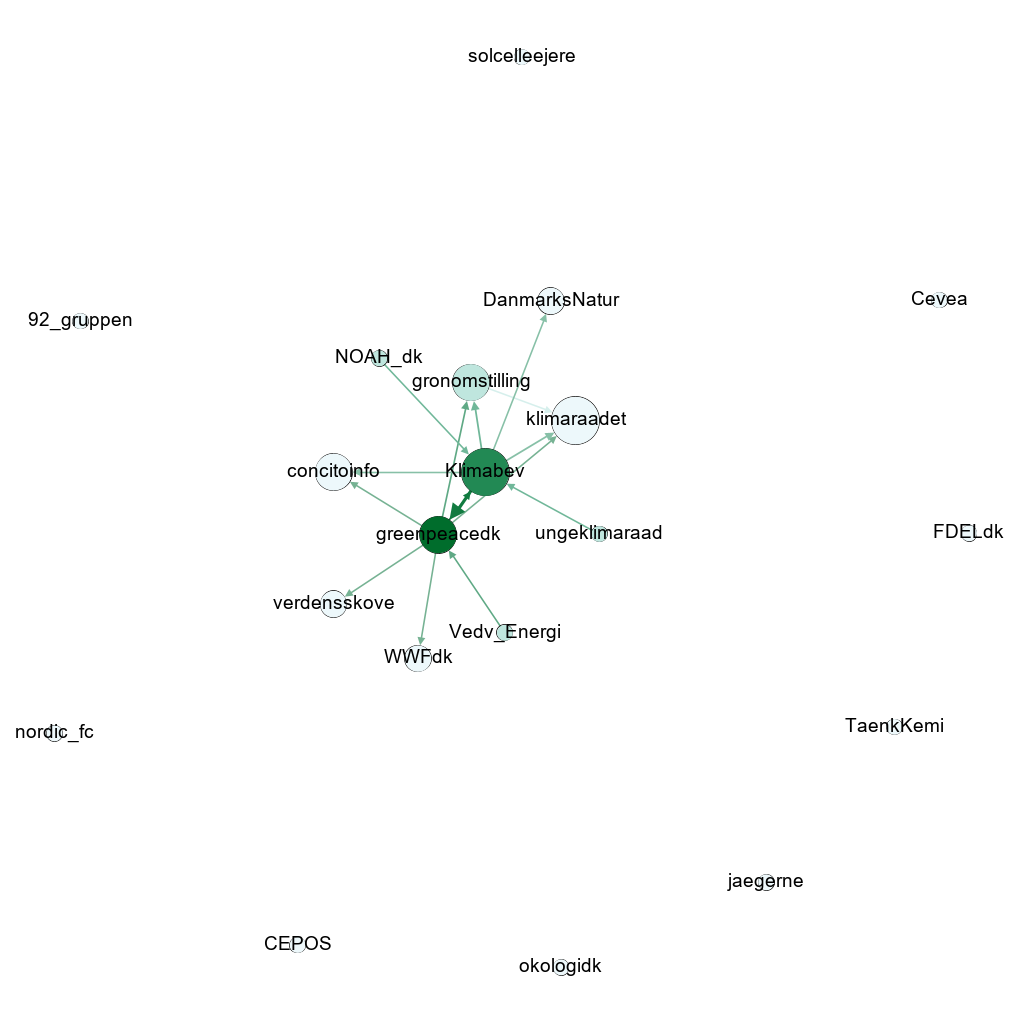 solcelleejere
DanmarksNatur
Cevea
92_gruppen
NOAH_dk
gronomstilling
klimaraadet
concitoinfo
Klimabev
greenpeacedk
ungeklimaraad
FDELdk
verdensskove
Vedv_Energi
WWFdk
nordic_fc
TaenkKemi
jaegerne
CEPOS
okologidk